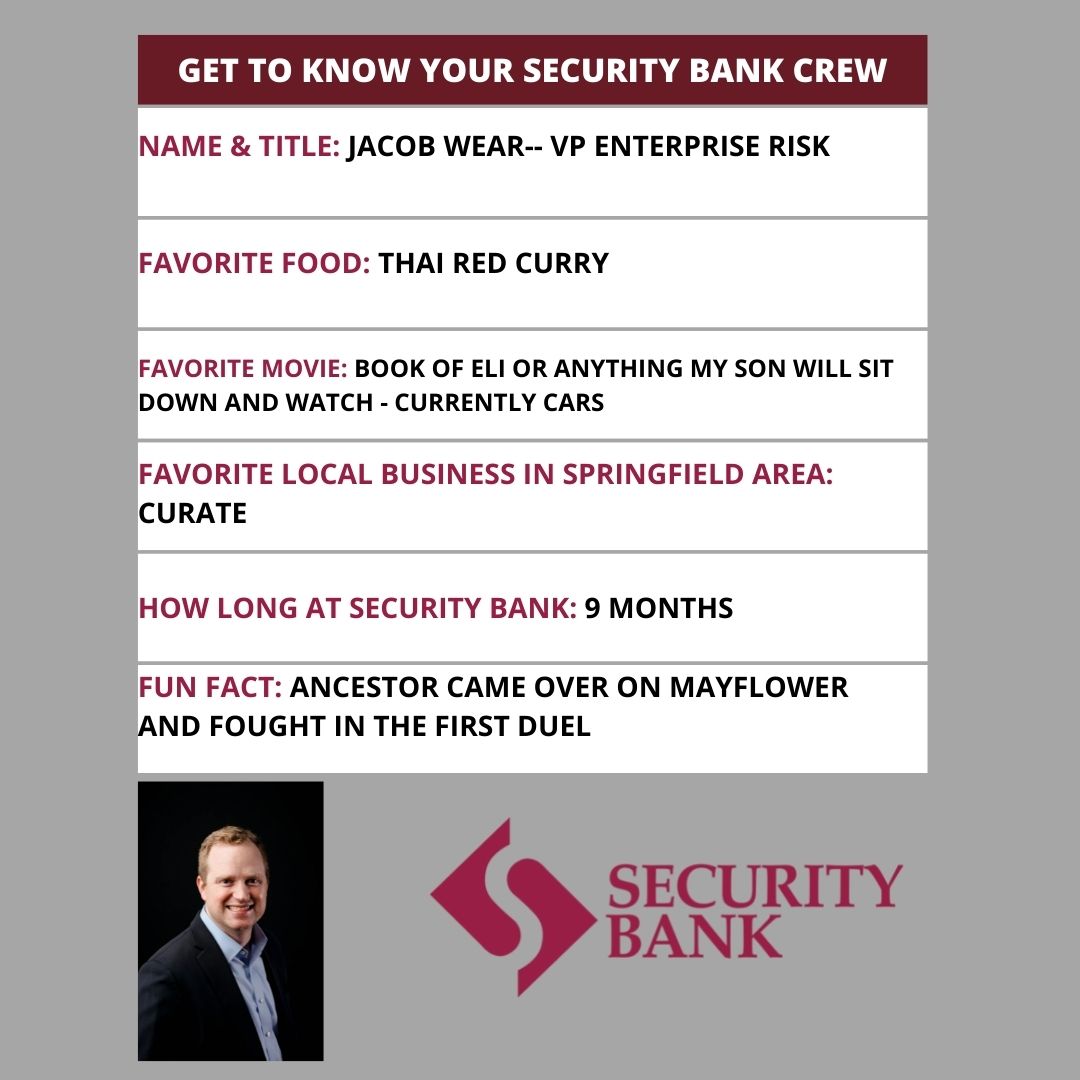 GET TO KNOW YOUR SECURITY BANK CREW
NAME & TITLE: JACOB WEAR-- VP ENTERPRISE RISK
FAVORITE FOOD: THAI RED CURRY
FAVORITE MOVIE: BOOK OF ELI OR ANYTHING MY SON WILL SIT
DOWN AND WATCH - CURRENTLY CARS
FAVORITE LOCAL BUSINESS IN SPRINGFIELD AREA:
CURATE
HOW LONG AT SECURITY BANK: 9 MONTHS
FUN FACT: ANCESTOR CAME OVER ON MAYFLOWER
AND FOUGHT IN THE FIRST DUEL
SECURITY
BANK